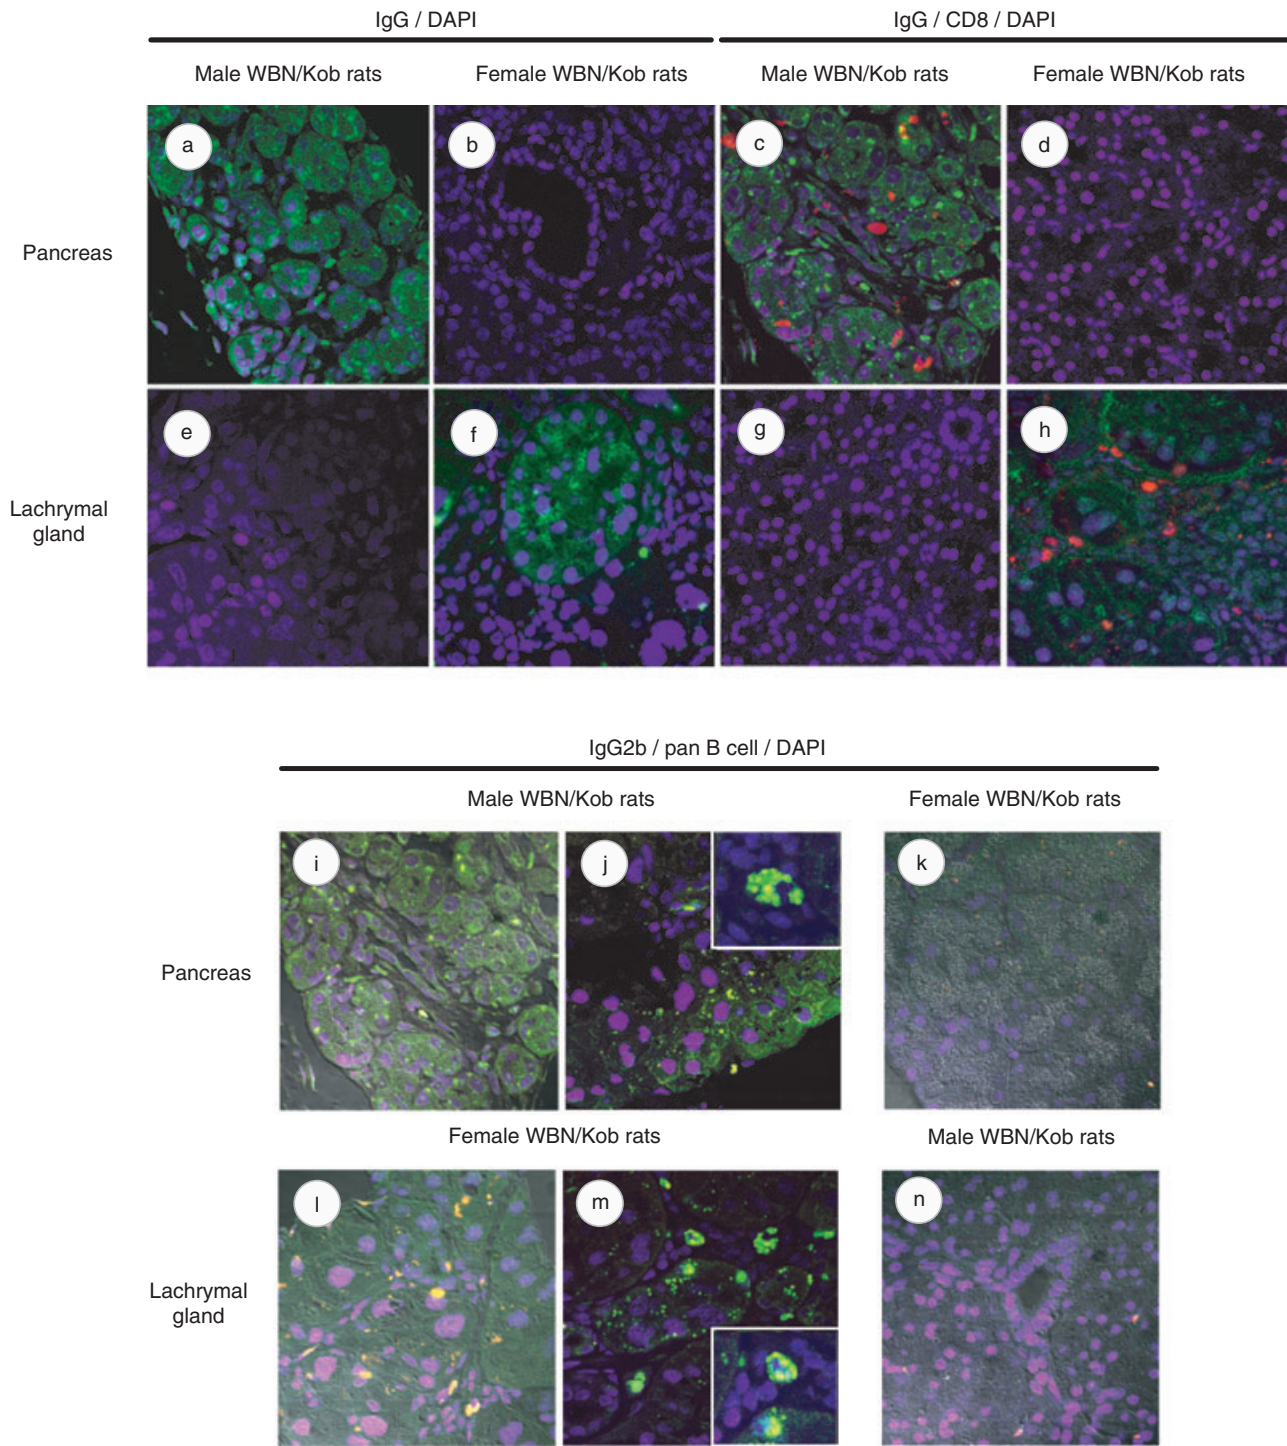 IgG / DAPI
IgG / CD8 / DAPI
Male WBN/Kob rats
Female WBN/Kob rats
Male WBN/Kob rats
Female WBN/Kob rats
a
b
c
d
Pancreas
e
f
g
h
Lachrymal
gland
IgG2b / pan B cell / DAPI
Male WBN/Kob rats
Female WBN/Kob rats
i
j
k
Pancreas
Female WBN/Kob rats
Male WBN/Kob rats
l
m
n
Lachrymal
gland